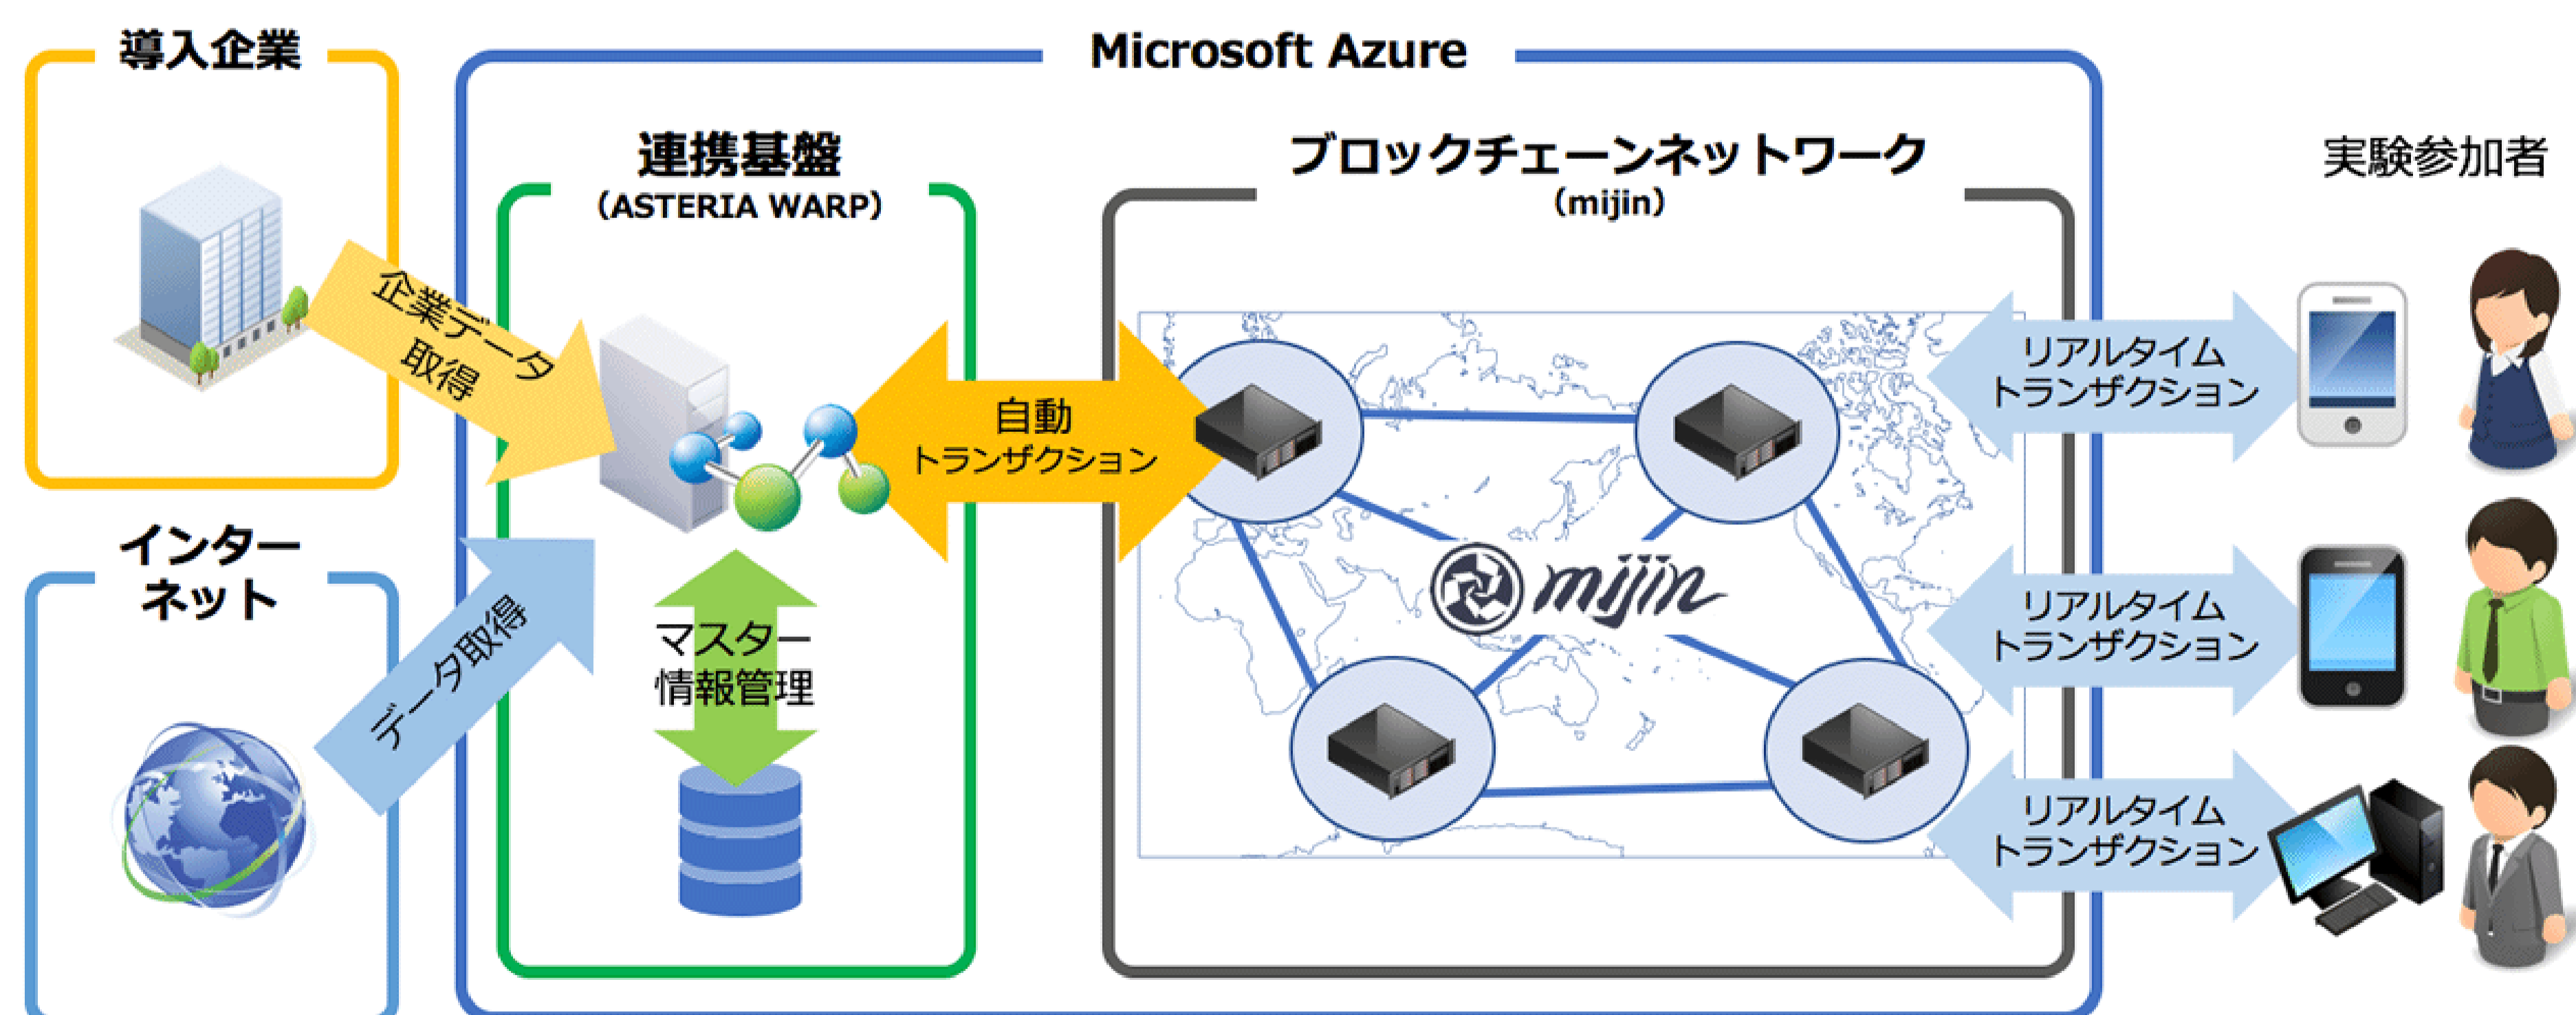 導入企業
Microsoft Azure
連携基盤
（ASTERIA WARP）
ブロックチェーンネットワーク
（mijin）
実験参加者
企業データ
取得
自動
トランザクション
リアルタイム
トランザクション
インター
ネット
データ取得
マスター
情報管理
mijin
リアルタイム
トランザクション
リアルタイム
トランザクション